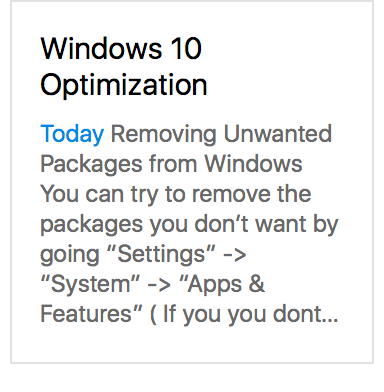 Windows 10
Optimization
Today Removing Unwanted
Packages from Windows
You can try to remove the
packages you don’t want by
going “Settings” ->
“System” -> “Apps &
Features” ( If you you dont...